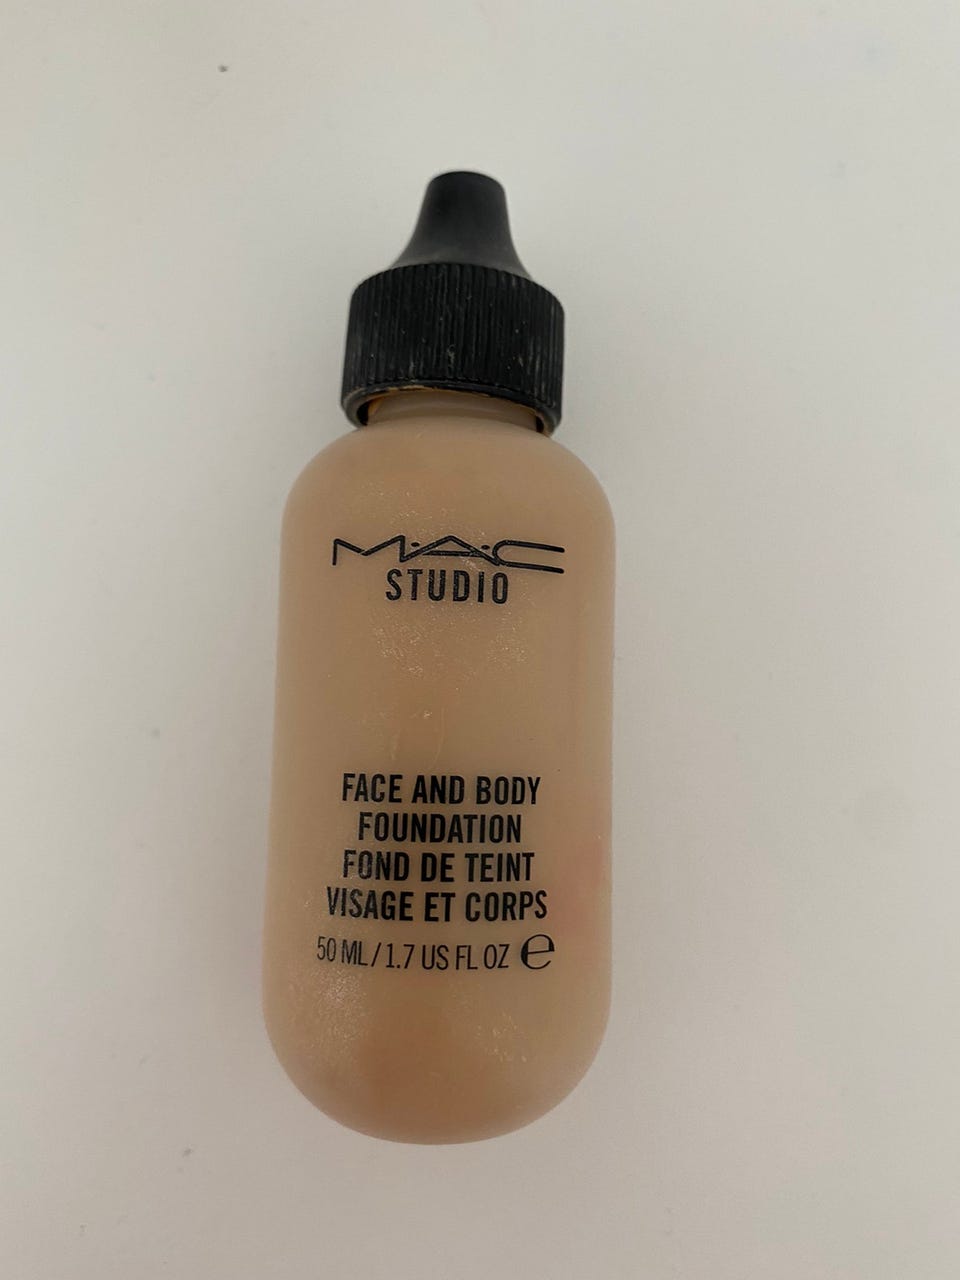 M·A·C
STUDIO
FACE AND BODY
FOUNDATION
FOND DE TEINT
VISAGE ET CORPS
50 ML / 1.7 US FL OZ ℮